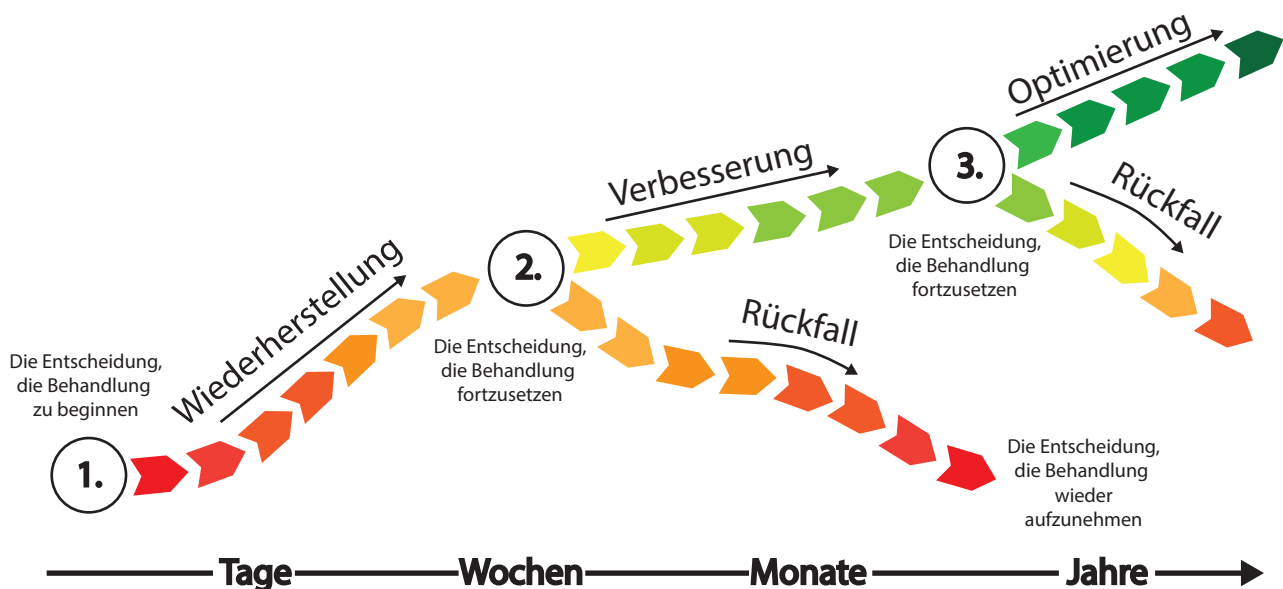 Die Entscheidung,
die Behandlung
zu beginnen
1.
Wiederherstellung
2.
Die Entscheidung,
die Behandlung
fortzusetzen
Verbesserung
Rückfall
3.
Die Entscheidung,
die Behandlung
fortzusetzen
Optimierung
Rückfall
Die Entscheidung,
die Behandlung
wieder
aufzunehmen
Tage Wochen Monate Jahre